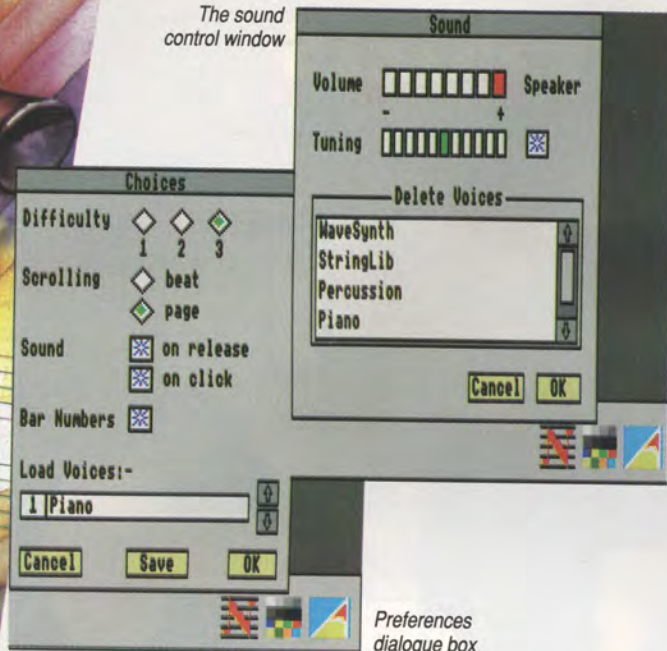 The sound
control window
Sound
Volume Speaker
- +
Tuning
Delete Voices
WaveSynth
StringLib
Percussion
Piano
Cancel OK
Choices
Difficulty
1 2 3
Scrolling beat
page
Sound on release
on click
Bar Numbers
Load Voices:-
1 Piano
Cancel Save OK
Preferences
dialogue box